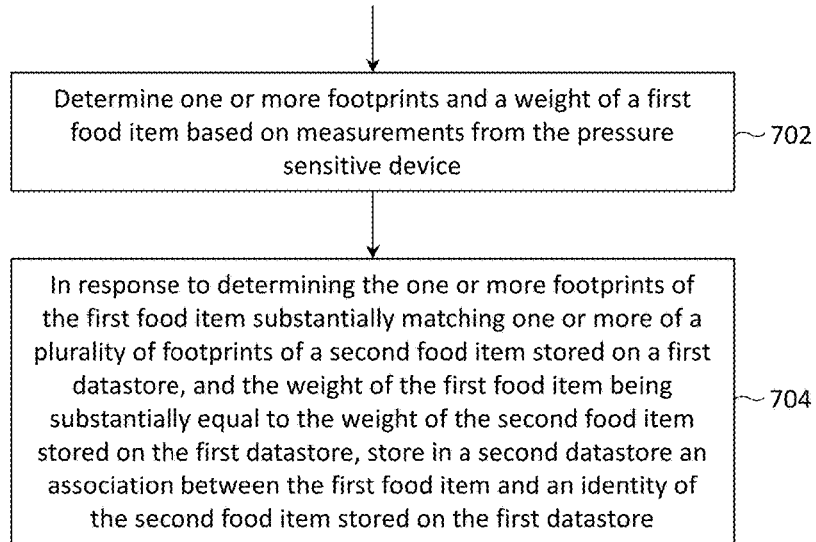 Determine one or more footprints and a weight of a first
food item based on measurements from the pressure
sensitive device
702
In response to determining the one or more footprints of
the first food item substantially matching one or more of a
plurality of footprints of a second food item stored on a first
datastore, and the weight of the first food item being
substantially equal to the weight of the second food item
stored on the first datastore, store in a second datastore an
association between the first food item and an identity of
the second food item stored on the first datastore
704